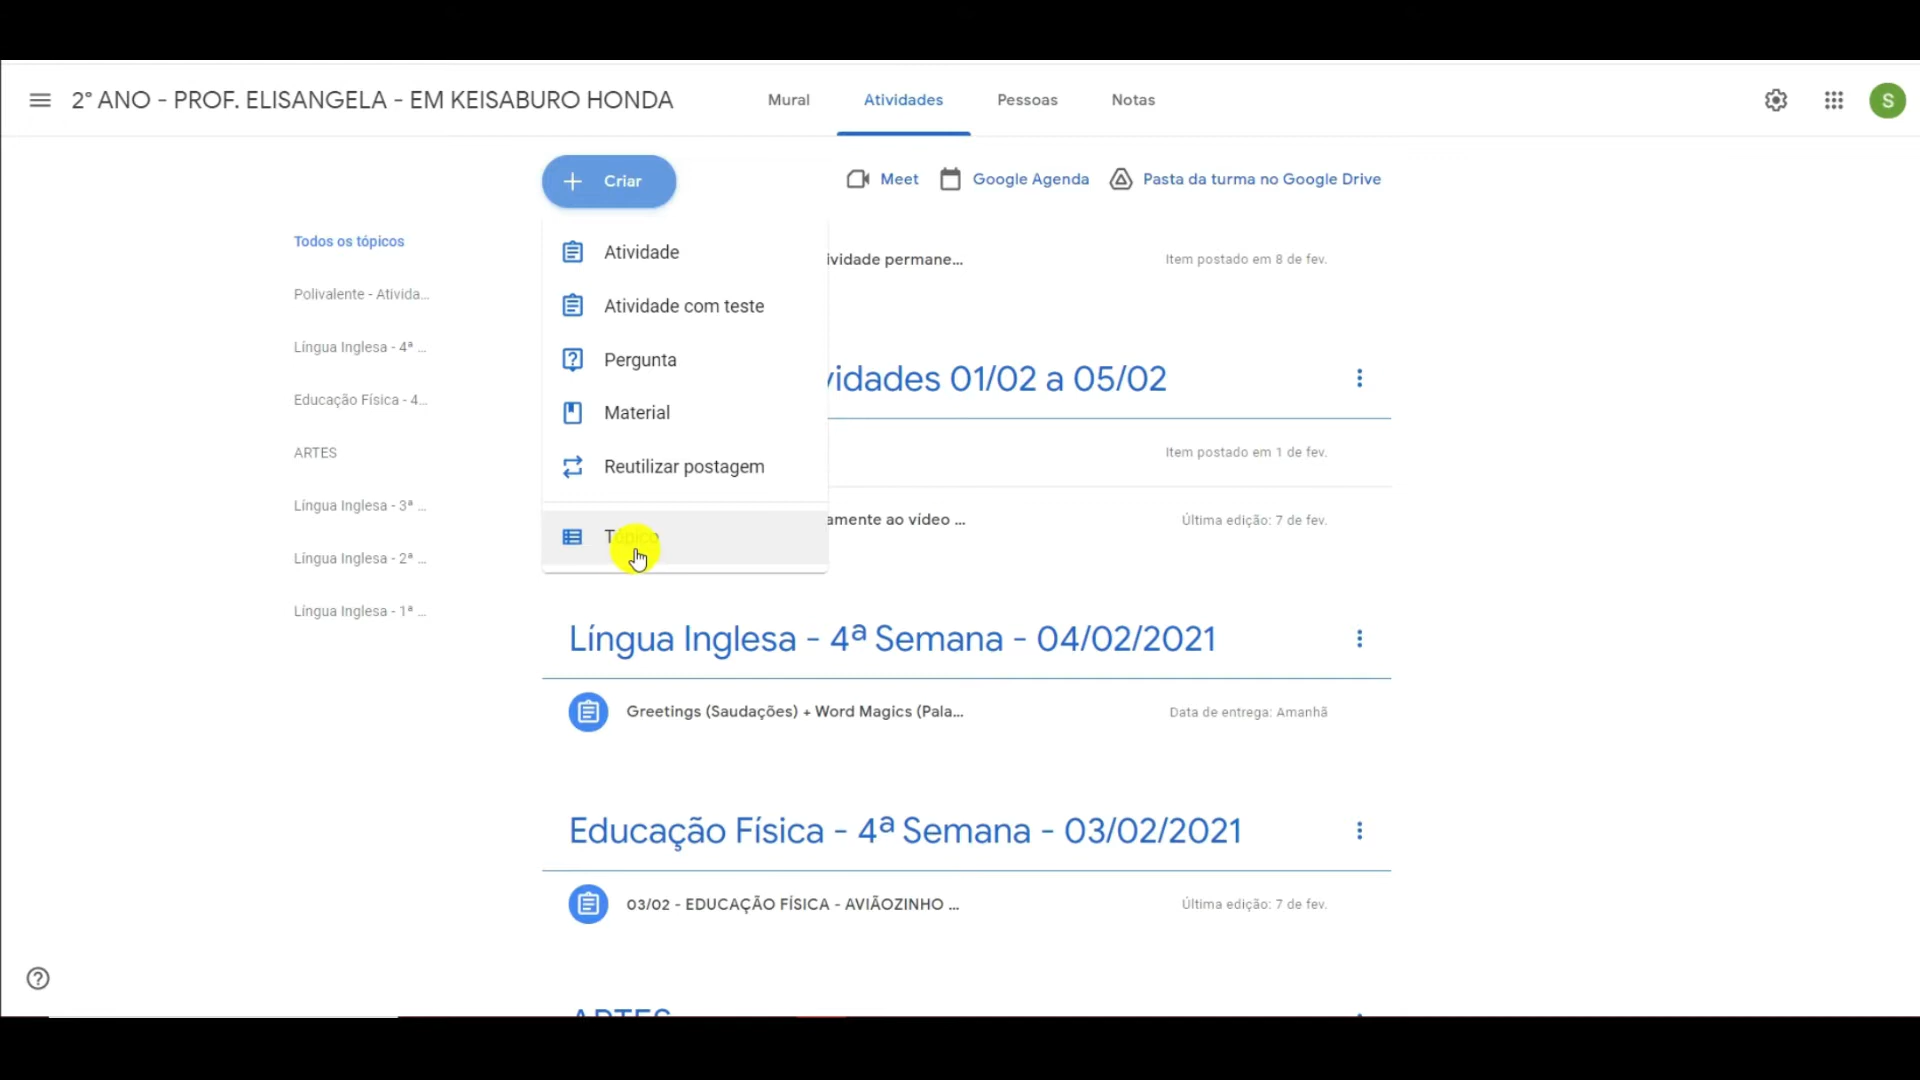 2° ANO - PROF. ELISANGELA - EM KEISABURO HONDA
Mural
Atividades
Pessoas
Notas
S
Criar
Meet
Google Agenda
Pasta da turma no Google Drive
Todos os tópicos
Polivalente - Ativida...
Língua Inglesa - 4ª ...
Educação Física - 4...
ARTES
Língua Inglesa - 3ª ...
Língua Inglesa - 2ª ...
Língua Inglesa - 1ª ...
Atividade
Atividade com teste
Pergunta
Material
Reutilizar postagem
Tópico
ividade permane...
Item postado em 8 de fev.
vidades 01/02 a 05/02
Item postado em 1 de fev.
amente ao vídeo ...
Última edição: 7 de fev.
Língua Inglesa - 4ª Semana - 04/02/2021
Greetings (Saudações) + Word Magics (Pala...
Data de entrega: Amanhã
Educação Física - 4ª Semana - 03/02/2021
03/02 - EDUCAÇÃO FÍSICA - AVIÃOZINHO ...
Última edição: 7 de fev.
ARTES